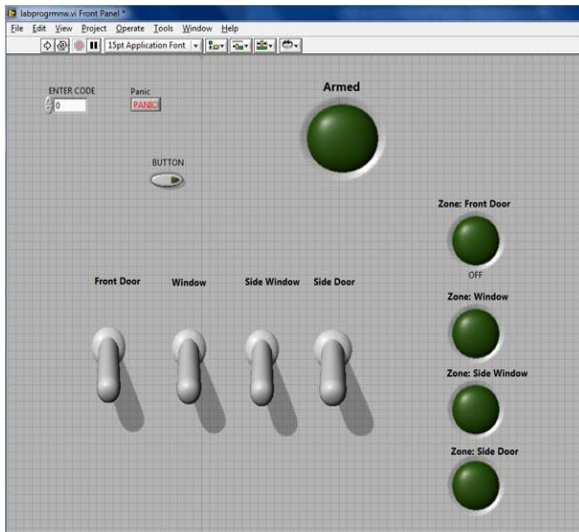 labprogrmnw.vi Front Panel *
File Edit View Project Operate Tools Window Help
15pt Application Font
ENTER CODE
0
Panic
PANIC
Armed
BUTTON
Zone: Front Door
OFF
Front Door Window Side Window Side Door
Zone: Window
Zone: Side Window
Zone: Side Door